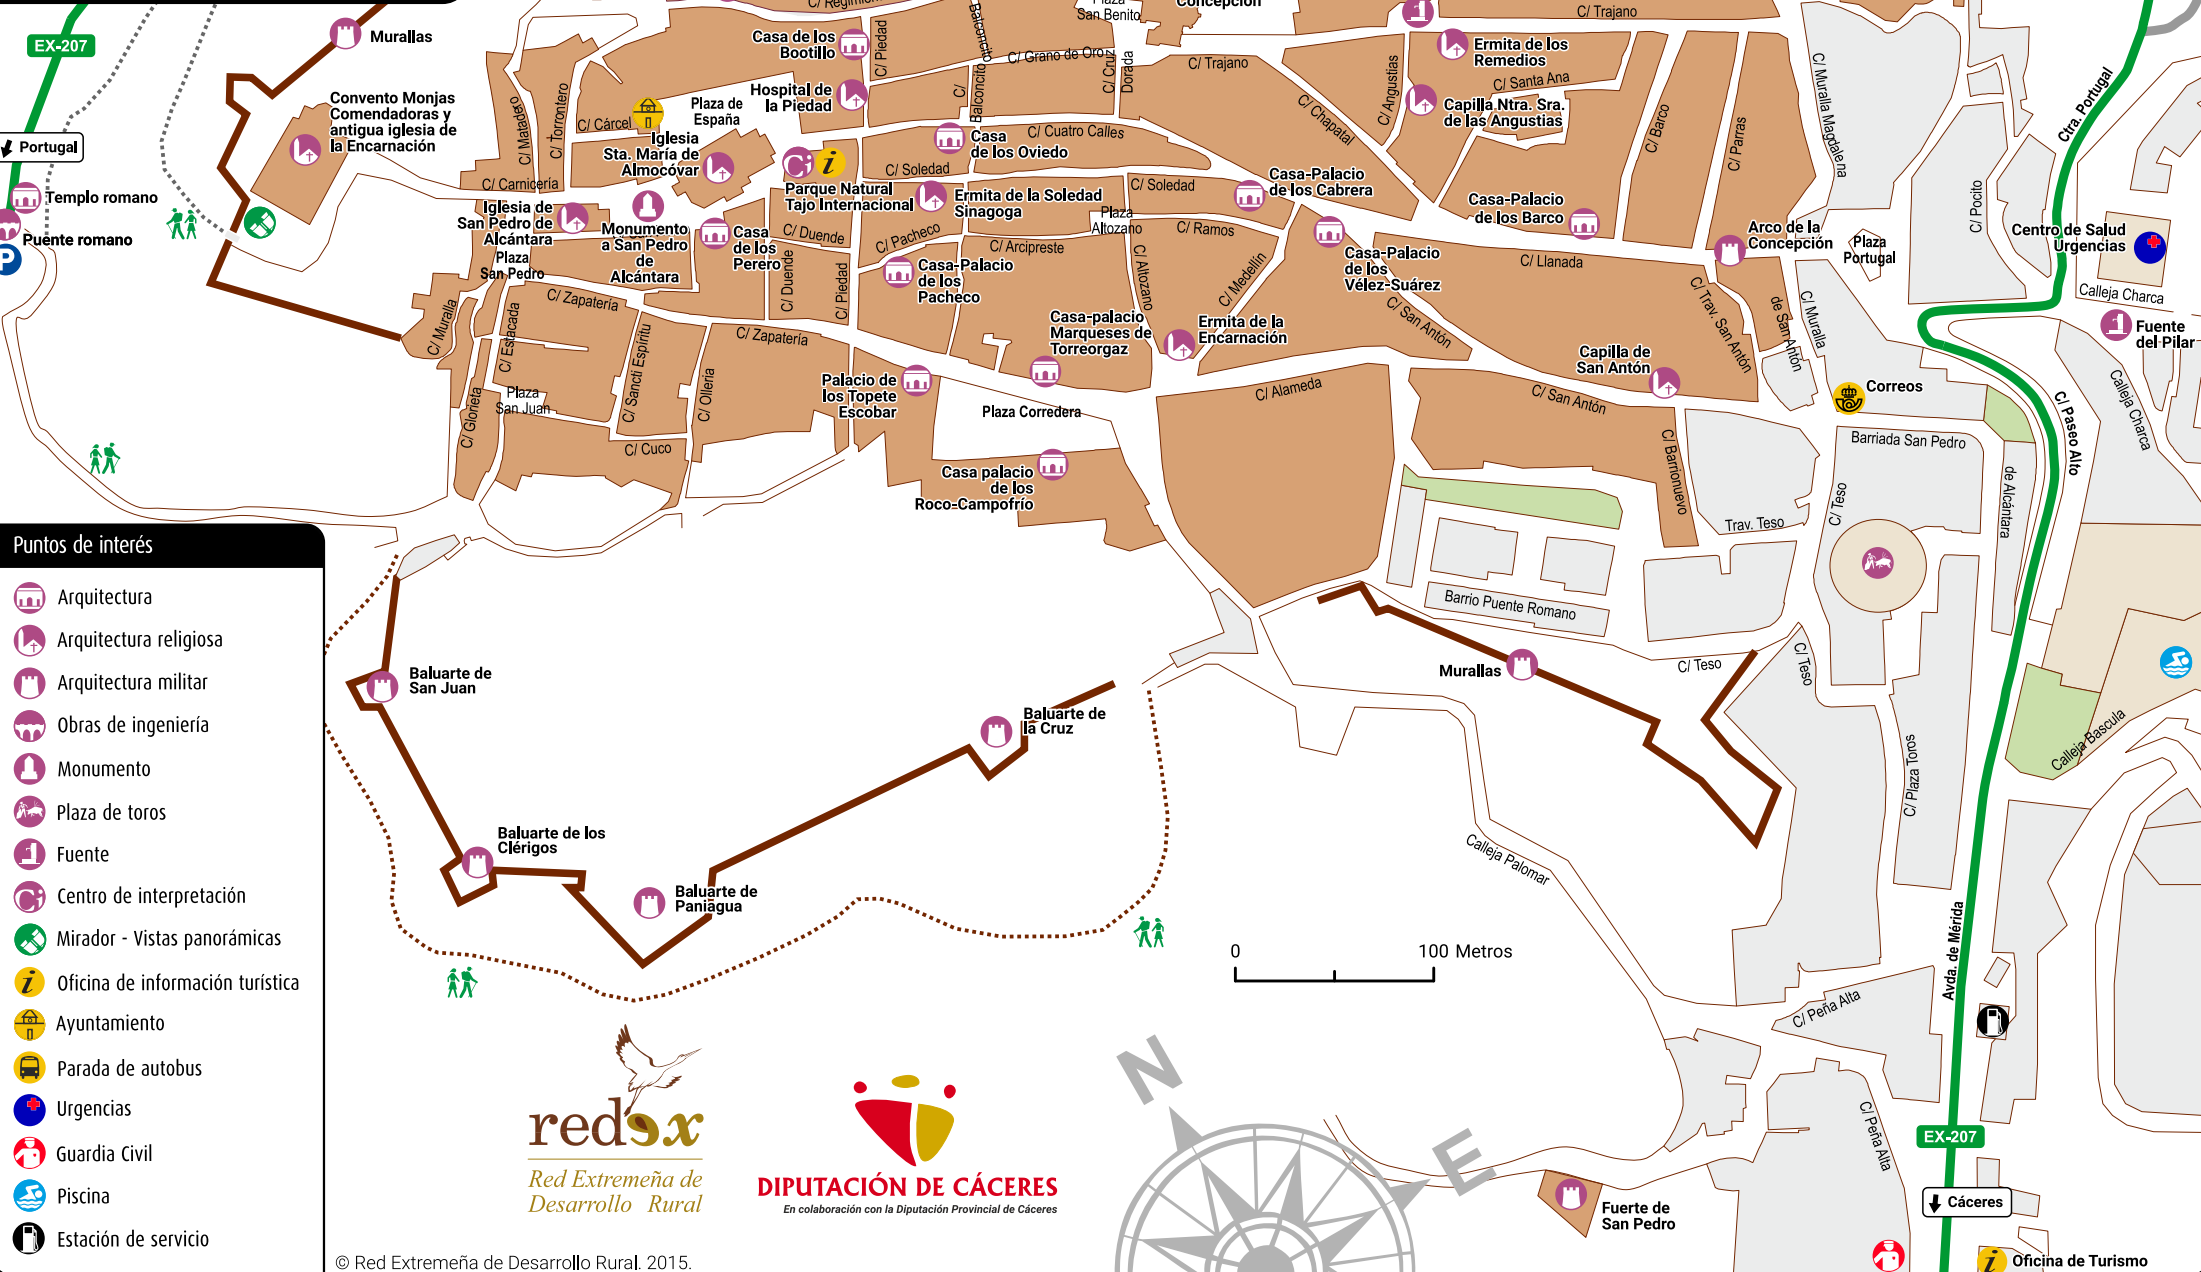 C/ Trajano
Concepción
San Benito
EX-207
Murallas
Casa de los
Bootillo
C/ Piedad
C/ Balconcito
C/ Grano de Oro
C/ Cruz
Dorada
C/ Trajano
C/ Angustias
Ermita de los
Remedios
C/ Santa Ana
Capilla Ntra. Sra.
de las Angustias
C/ Muralla Magdalena
Ctra. Portugal
Portugal
Convento Monjas
Comendadoras y
antigua iglesia de
la Encarnación
C/ Matadero
C/ Torrontero
C/ Cárcel
Plaza de
España
Hospital de
la Piedad
C/ Chapatal
C/ Barco
C/ Parras
C/ Pocito
Iglesia
Sta. María de
Almocóvar
Casa
de los Oviedo
C/ Cuatro Calles
C/ Soledad
C/ Carnicería
Parque Natural
Tajo Internacional
Ermita de la Soledad
Sinagoga
C/ Soledad
Casa-Palacio
de los Cabrera
Casa-Palacio
de los Barco
Templo romano
Puente romano
P
Iglesia de
San Pedro de
Alcántara
Plaza
San Pedro
Monumento
a San Pedro
de
Alcántara
Casa
de los
Perero
C/ Duende
C/ Duende
C/ Piedad
C/ Pacheco
Casa-Palacio
de los
Pacheco
C/ Arcipreste
Plaza
Altozano
C/ Altozano
C/ Ramos
C/ Medellín
Casa-Palacio
de los
Vélez-Suárez
C/ Llanada
Arco de la
Concepción
Plaza
Portugal
Centro de Salud
Urgencias
Calleja Charca
Fuente
del Pilar
C/ Muralla
C/ Estacada
C/ Zapatería
C/ Sancti Espíritu
C/ Zapatería
C/ Olleria
Plaza
San Juan
C/ Glorieta
C/ Cuco
Casa-palacio
Marqueses de
Torreorgaz
Ermita de la
Encarnación
C/ San Antón
Capilla de
San Antón
C/ Trav. San Antón
de San Antón
C/ Muralla
Correos
Palacio de
los Topete
Escobar
Plaza Corredera
C/ Alameda
C/ San Antón
C/ Barrionuevo
Barriada San Pedro
C/ Paseo Alto
Calleja Charca
Casa palacio
de los
Roco-Campofrío
Trav. Teso
C/ Teso
de Alcántara
Barrio Puente Romano
C/ Teso
C/ Teso
Murallas
C/ Plaza Toros
Calleja Bascula
Calleja Palomar
Avda. de Mérida
C/ Peña Alta
C/ Peña Alta
EX-207
Cáceres
Oficina de Turismo
Fuerte de
San Pedro
Baluarte de
San Juan
Baluarte de los
Clérigos
Baluarte de
Paniagua
Baluarte de
la Cruz
0 100 Metros
N
E
Puntos de interés
Arquitectura
Arquitectura religiosa
Arquitectura militar
Obras de ingeniería
Monumento
Plaza de toros
Fuente
Centro de interpretación
Mirador - Vistas panorámicas
Oficina de información turística
Ayuntamiento
Parada de autobus
Urgencias
Guardia Civil
Piscina
Estación de servicio
redex
Red Extremeña de
Desarrollo Rural
DIPUTACIÓN DE CÁCERES
En colaboración con la Diputación Provincial de Cáceres
© Red Extremeña de Desarrollo Rural. 2015.